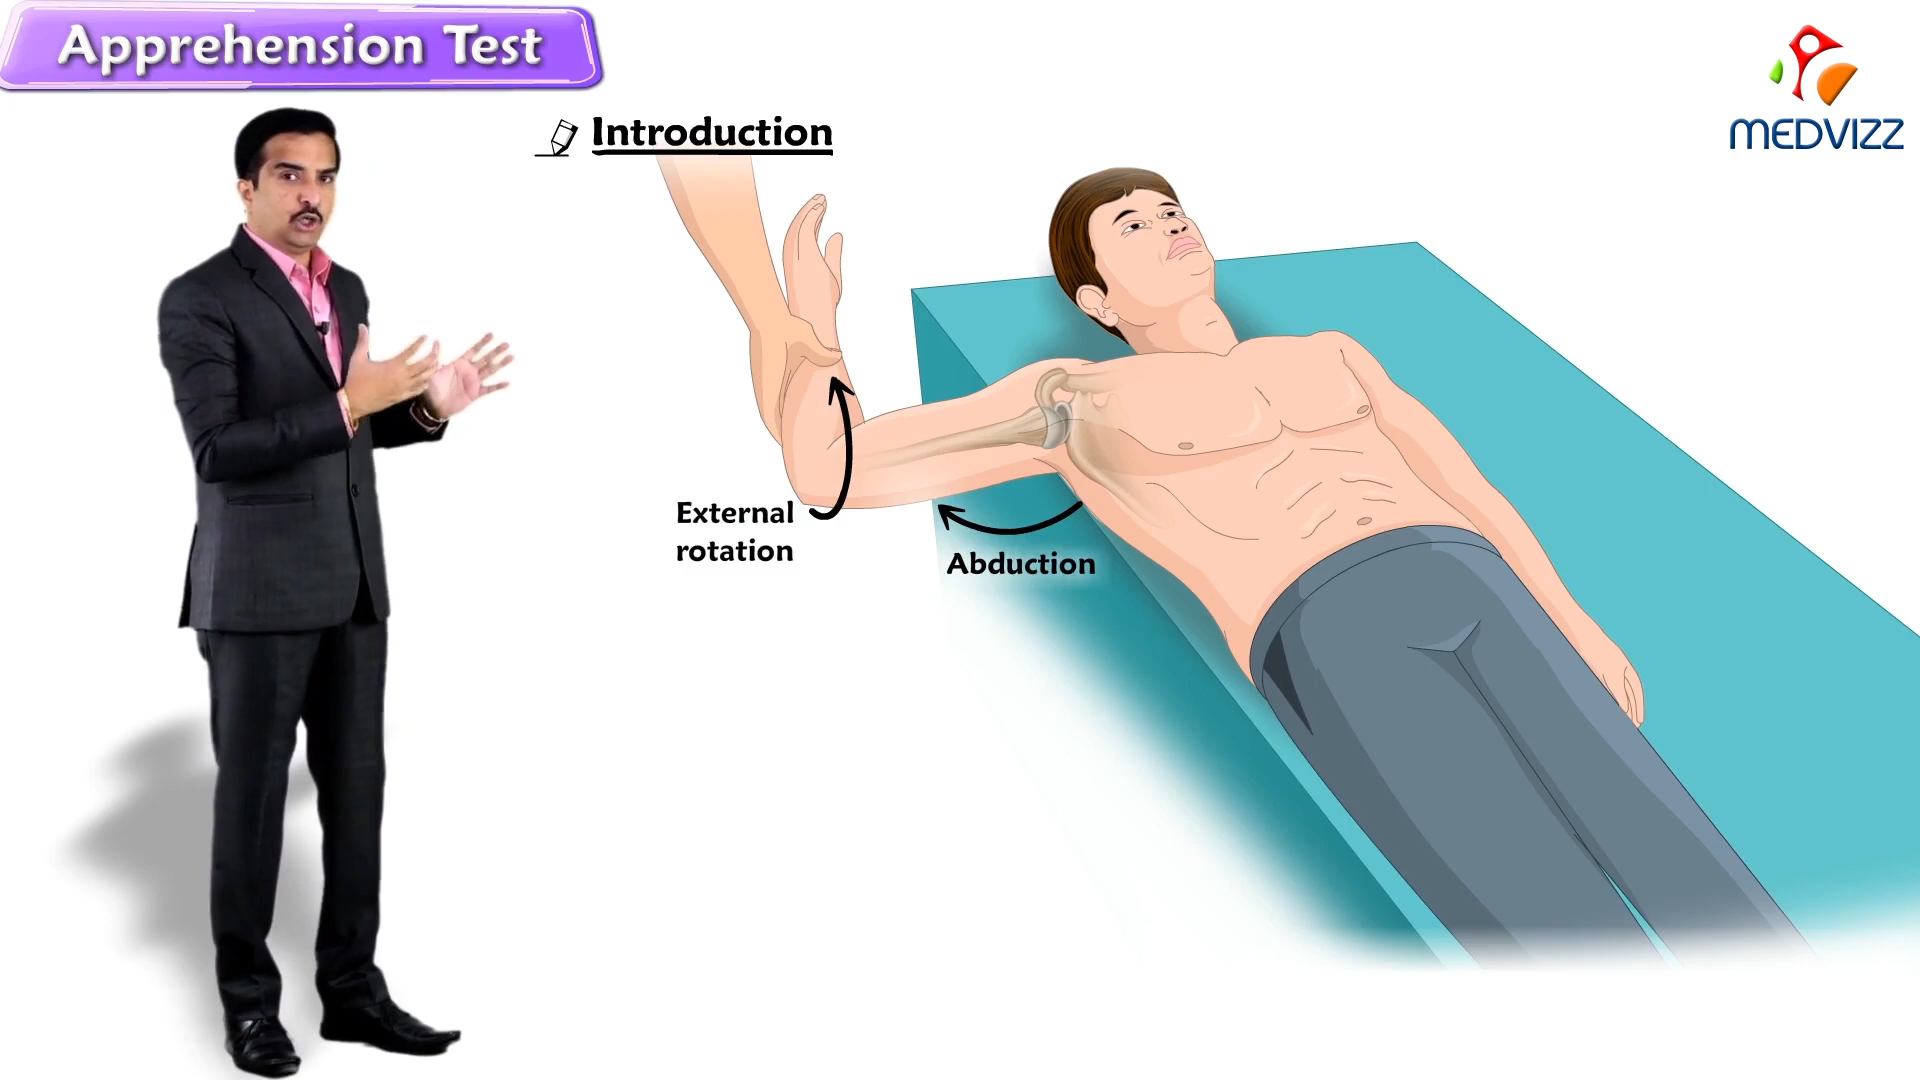 Apprehension Test
MEDVIZZ
Introduction
External
rotation
Abduction